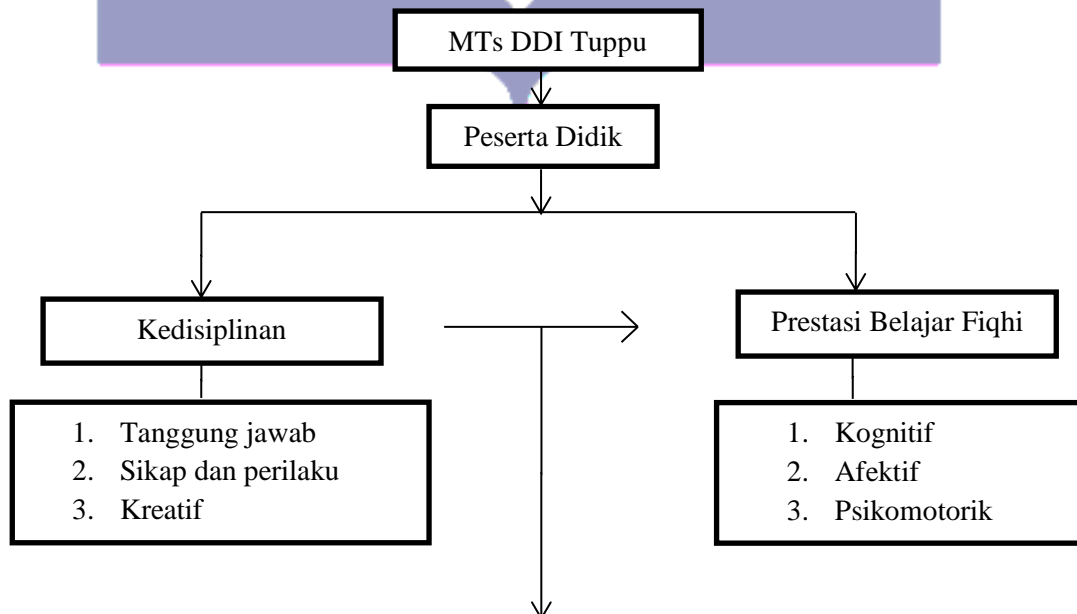 MTs DDI Tuppu
Peserta Didik
Kedisiplinan
Prestasi Belajar Fiqhi
1. Tanggung jawab
2. Sikap dan perilaku
3. Kreatif
1. Kognitif
2. Afektif
3. Psikomotorik